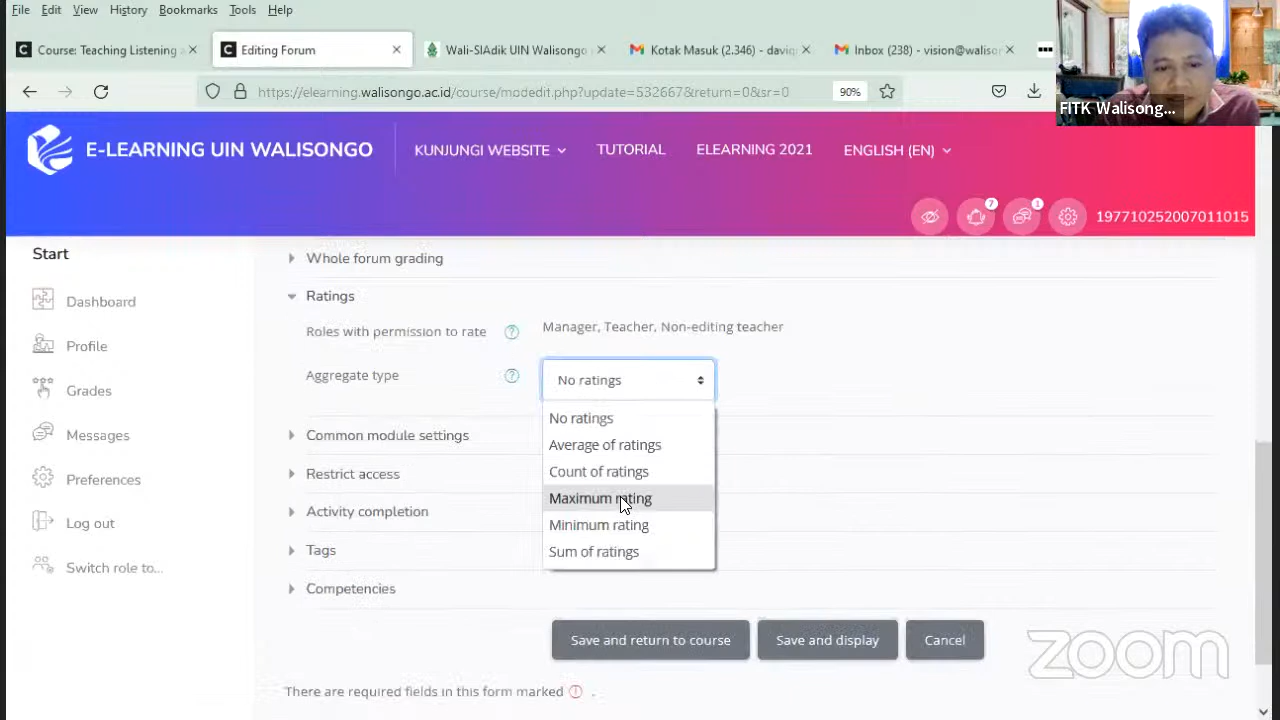 File Edit View History Bookmarks Tools Help
Course: Teaching Listening
Editing Forum
Wali-SIAdik UIN Walisongo
Kotak Masuk (2.346) - daviq
Inbox (238) - vision@waliso
https://elearning.walisongo.ac.id/course/modedit.php?update=532667&return=0&sr=0
90%
FITK Walisong...
E-LEARNING UIN WALISONGO
KUNJUNGI WEBSITE
TUTORIAL
ELEARNING 2021
ENGLISH (EN)
7
1
197710252007011015
Start
Dashboard
Profile
Grades
Messages
Preferences
Log out
Switch role to...
Whole forum grading
Ratings
Roles with permission to rate
Manager, Teacher, Non-editing teacher
Aggregate type
No ratings
No ratings
Average of ratings
Count of ratings
Maximum rating
Minimum rating
Sum of ratings
Common module settings
Restrict access
Activity completion
Tags
Competencies
Save and return to course
Save and display
Cancel
zoom
There are required fields in this form marked .